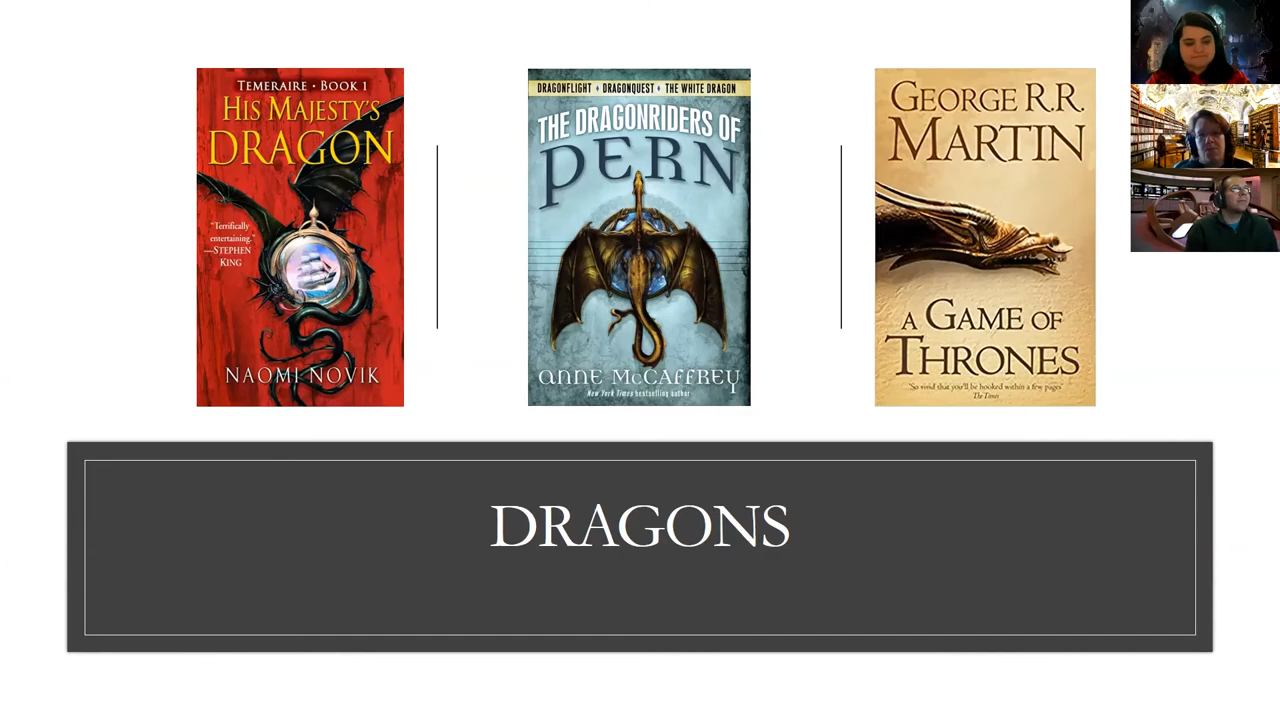 TEMERAIRE • BOOK 1
HIS MAJESTY'S
DRAGON
"Terrifically
entertaining."
—STEPHEN
KING
NAOMI NOVIK
DRAGONFLIGHT ♦ DRAGONQUEST ♦ THE WHITE DRAGON
THE DRAGONRIDERS OF
PERN
ANNE McCAFFREY
New York Times bestselling author
GEORGE R.R.
MARTIN
A GAME OF
THRONES
'So vivid that you'll be hooked within a few pages'
The Times
DRAGONS